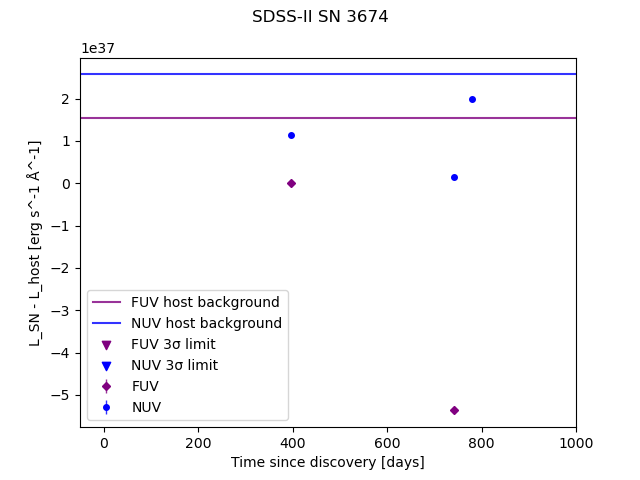 SDSS-II SN 3674
1e37
2
1
0
−1
−2
−3
−4
−5
L_SN - L_host [erg s^-1 Å^-1]
FUV host background
NUV host background
FUV 3σ limit
NUV 3σ limit
FUV
NUV
0 200 400 600 800 1000
Time since discovery [days]